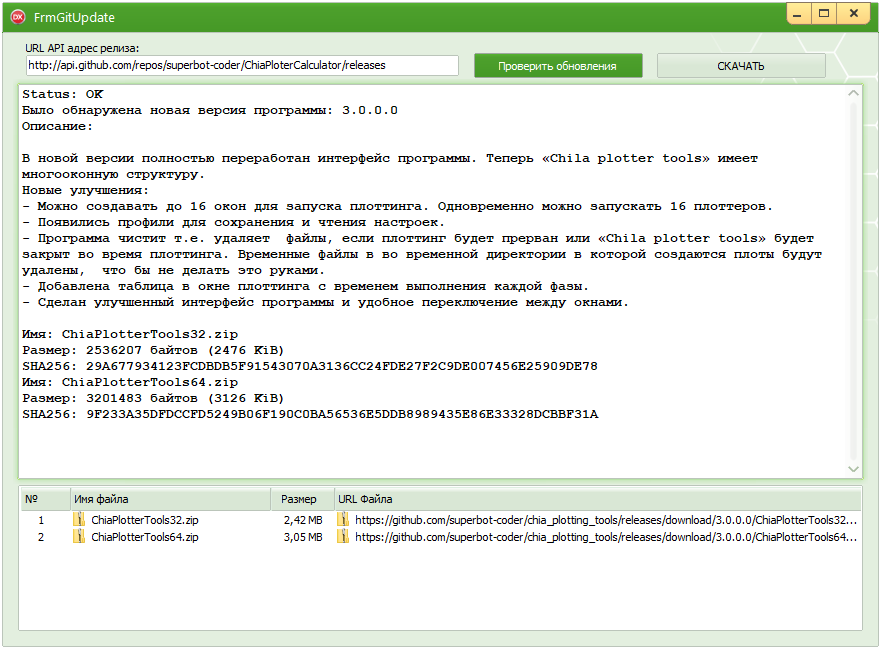 DX FrmGitUpdate
URL API адрес релиза:
http://api.github.com/repos/superbot-coder/ChiaPloterCalculator/releases
Проверить обновления
СКАЧАТЬ
Status: OK
Было обнаружена новая версия программы: 3.0.0.0
Описание:
В новой версии полностью переработан интерфейс программы. Теперь «Chila plotter tools» имеет
многооконную структуру.
Новые улучшения:
- Можно создавать до 16 окон для запуска плоттинга. Одновременно можно запускать 16 плоттеров.
- Появились профили для сохранения и чтения настроек.
- Программа чистит т.е. удаляет  файлы, если плоттинг будет прерван или «Chila plotter tools» будет
закрыт во время плоттинга. Временные файлы в во временной директории в которой создаются плоты будут
удалены,  что бы не делать это руками.
- Добавлена таблица в окне плоттинга с временем выполнения каждой фазы.
- Сделан улучшенный интерфейс программы и удобное переключение между окнами.
Имя: ChiaPlotterTools32.zip
Размер: 2536207 байтов (2476 KiB)
SHA256: 29A677934123FCDBDB5F91543070A3136CC24FDE27F2C9DE007456E25909DE78
Имя: ChiaPlotterTools64.zip
Размер: 3201483 байтов (3126 KiB)
SHA256: 9F233A35DFDCCFD5249B06F190C0BA56536E5DDB8989435E86E33328DCBBF31A
№ Имя файла Размер URL Файла
1 ChiaPlotterTools32.zip 2,42 MB https://github.com/superbot-coder/chia_plotting_tools/releases/download/3.0.0.0/ChiaPlotterTools32...
2 ChiaPlotterTools64.zip 3,05 MB https://github.com/superbot-coder/chia_plotting_tools/releases/download/3.0.0.0/ChiaPlotterTools64...